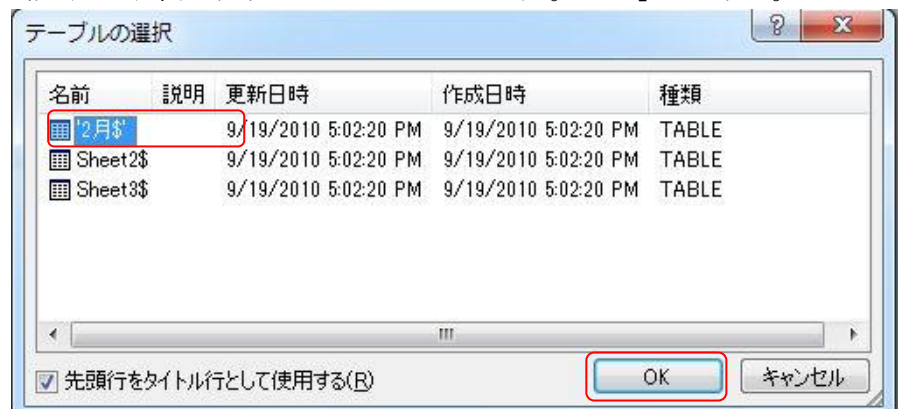 テーブルの選択
名前 説明 更新日時 作成日時 種類
'2月$' 9/19/2010 5:02:20 PM 9/19/2010 5:02:20 PM TABLE
Sheet2$ 9/19/2010 5:02:20 PM 9/19/2010 5:02:20 PM TABLE
Sheet3$ 9/19/2010 5:02:20 PM 9/19/2010 5:02:20 PM TABLE
先頭行をタイトル行として使用する(R) OK キャンセル